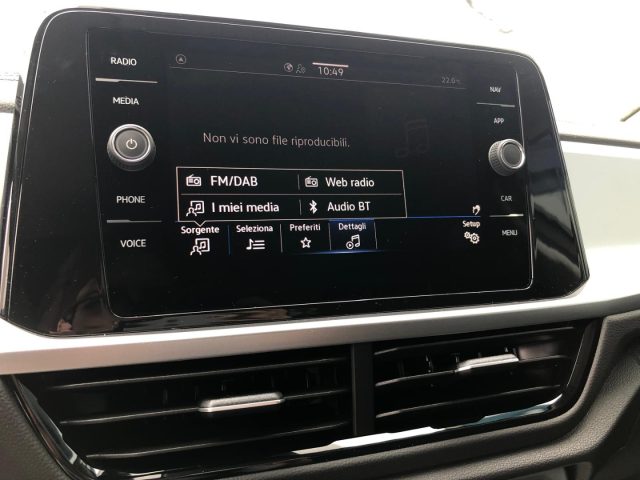 RADIO
MEDIA
PHONE
VOICE
10:49
22.0
Non vi sono file riproducibili.
FM/DAB
Web radio
I miei media
Audio BT
Sorgente
Seleziona
Preferiti
Dettagli
Setup
NAV
APP
CAR
MENU